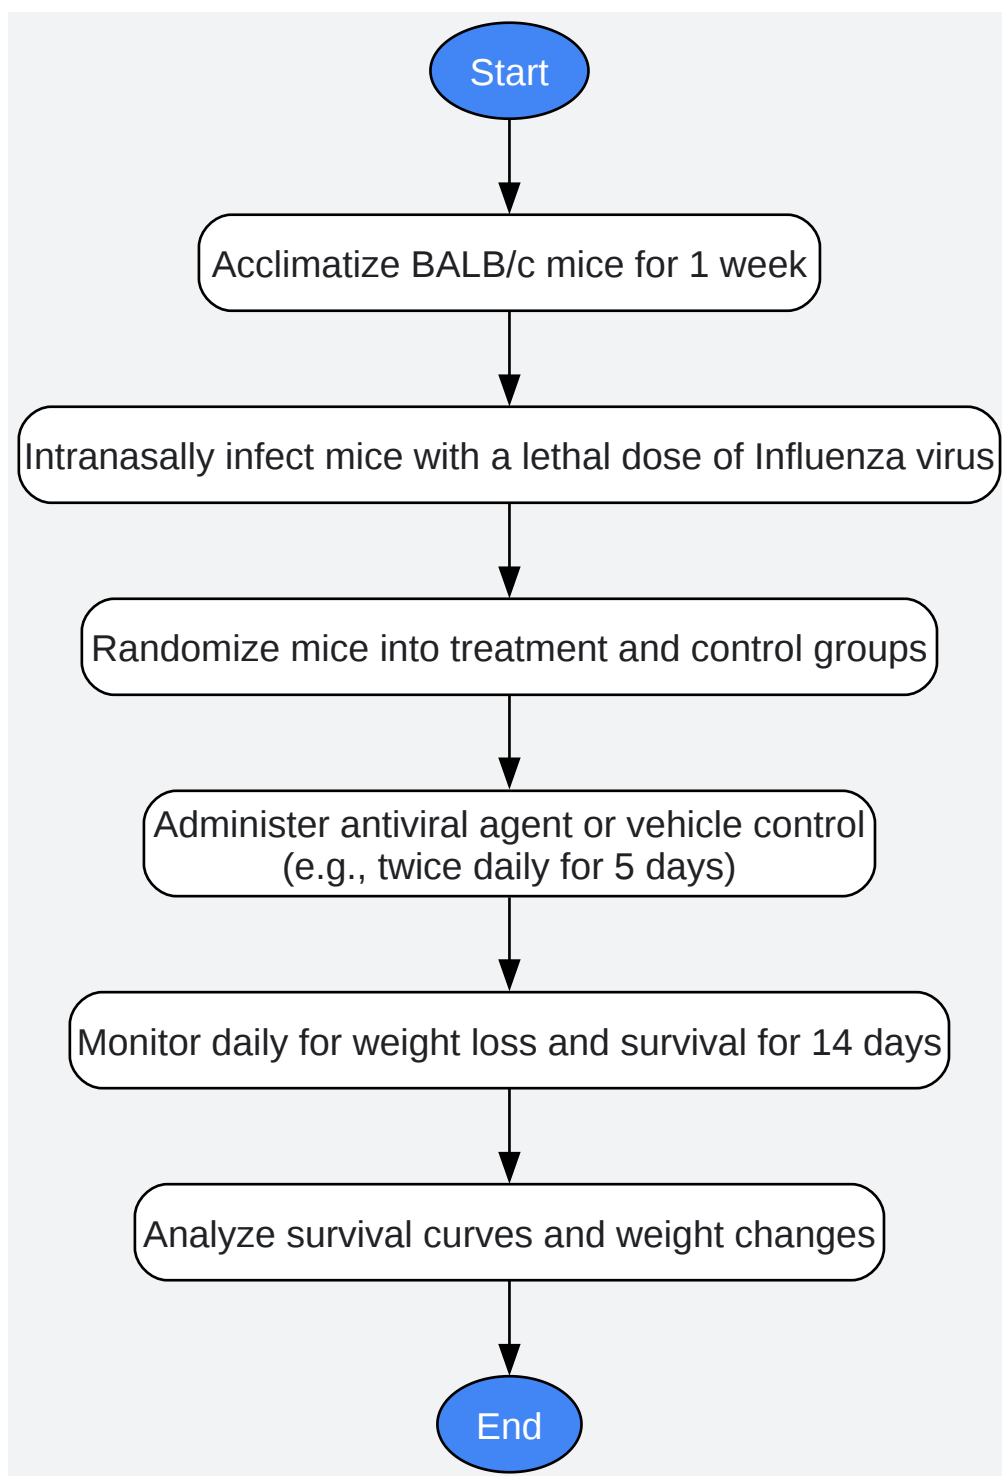 Start
Acclimatize BALB/c mice for 1 week
Intranasally infect mice with a lethal dose of Influenza virus
Randomize mice into treatment and control groups
Administer antiviral agent or vehicle control
(e.g., twice daily for 5 days)
Monitor daily for weight loss and survival for 14 days
Analyze survival curves and weight changes
End